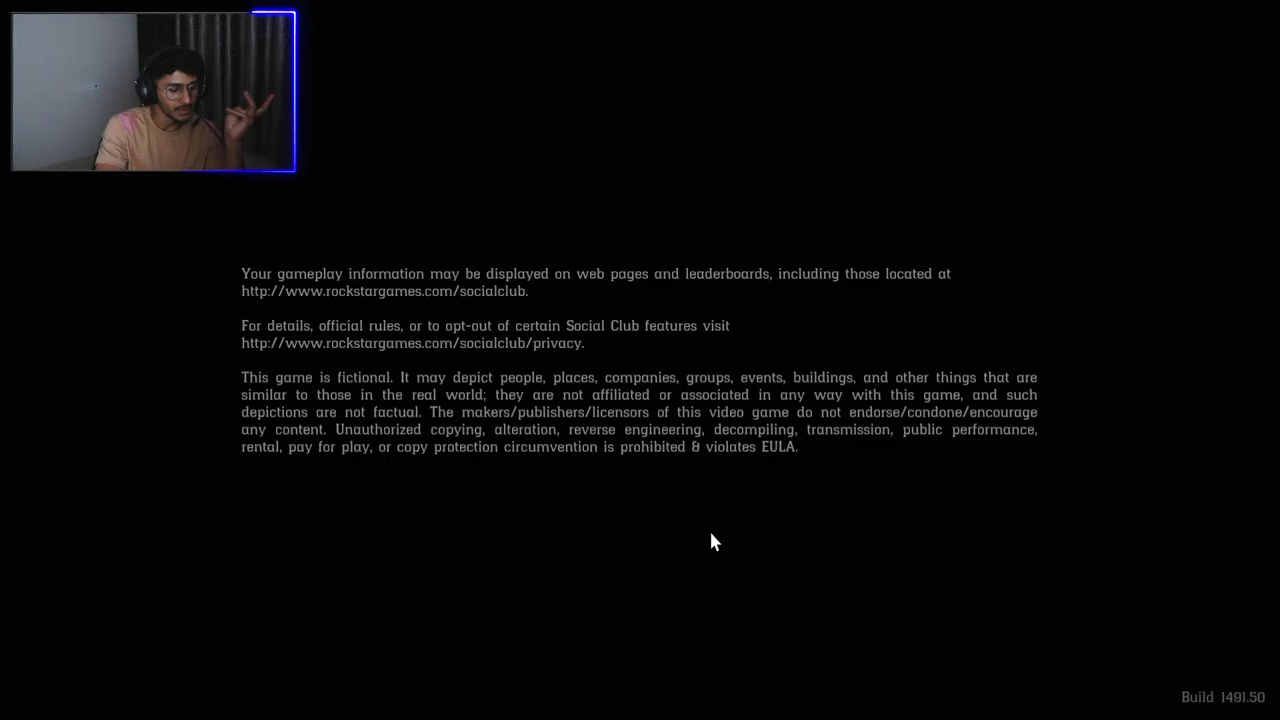 Your gameplay information may be displayed on web pages and leaderboards, including those located at
http://www.rockstargames.com/socialclub.
For details, official rules, or to opt-out of certain Social Club features visit
http://www.rockstargames.com/socialclub/privacy.
This game is fictional. It may depict people, places, companies, groups, events, buildings, and other things that are
similar to those in the real world; they are not affiliated or associated in any way with this game, and such
depictions are not factual. The makers/publishers/licensors of this video game do not endorse/condone/encourage
any content. Unauthorized copying, alteration, reverse engineering, decompiling, transmission, public performance,
rental, pay for play, or copy protection circumvention is prohibited & violates EULA.
Build 1491.50